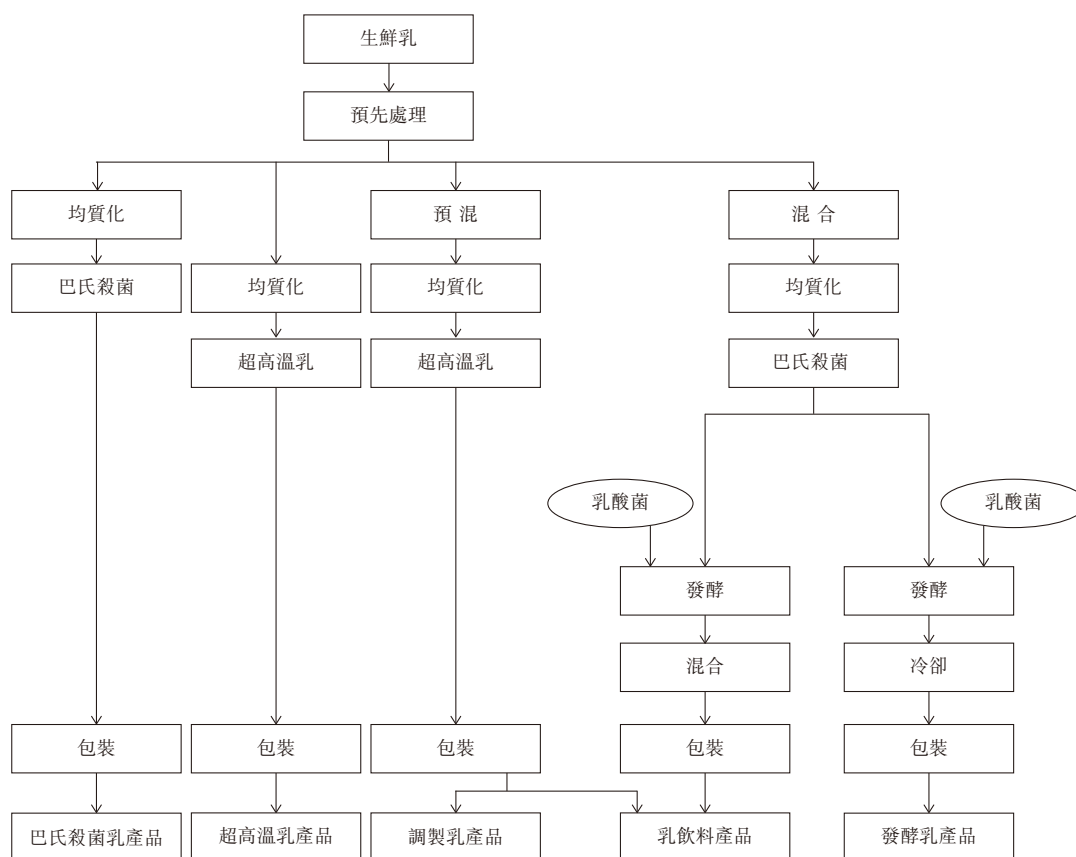 生鮮乳
預先處理
均質化
預 混
混 合
巴氏殺菌
均質化
均質化
均質化
超高溫乳
超高溫乳
巴氏殺菌
乳酸菌
乳酸菌
發酵
發酵
混合
冷卻
包裝
包裝
包裝
包裝
包裝
巴氏殺菌乳產品
超高溫乳產品
調製乳產品
乳飲料產品
發酵乳產品